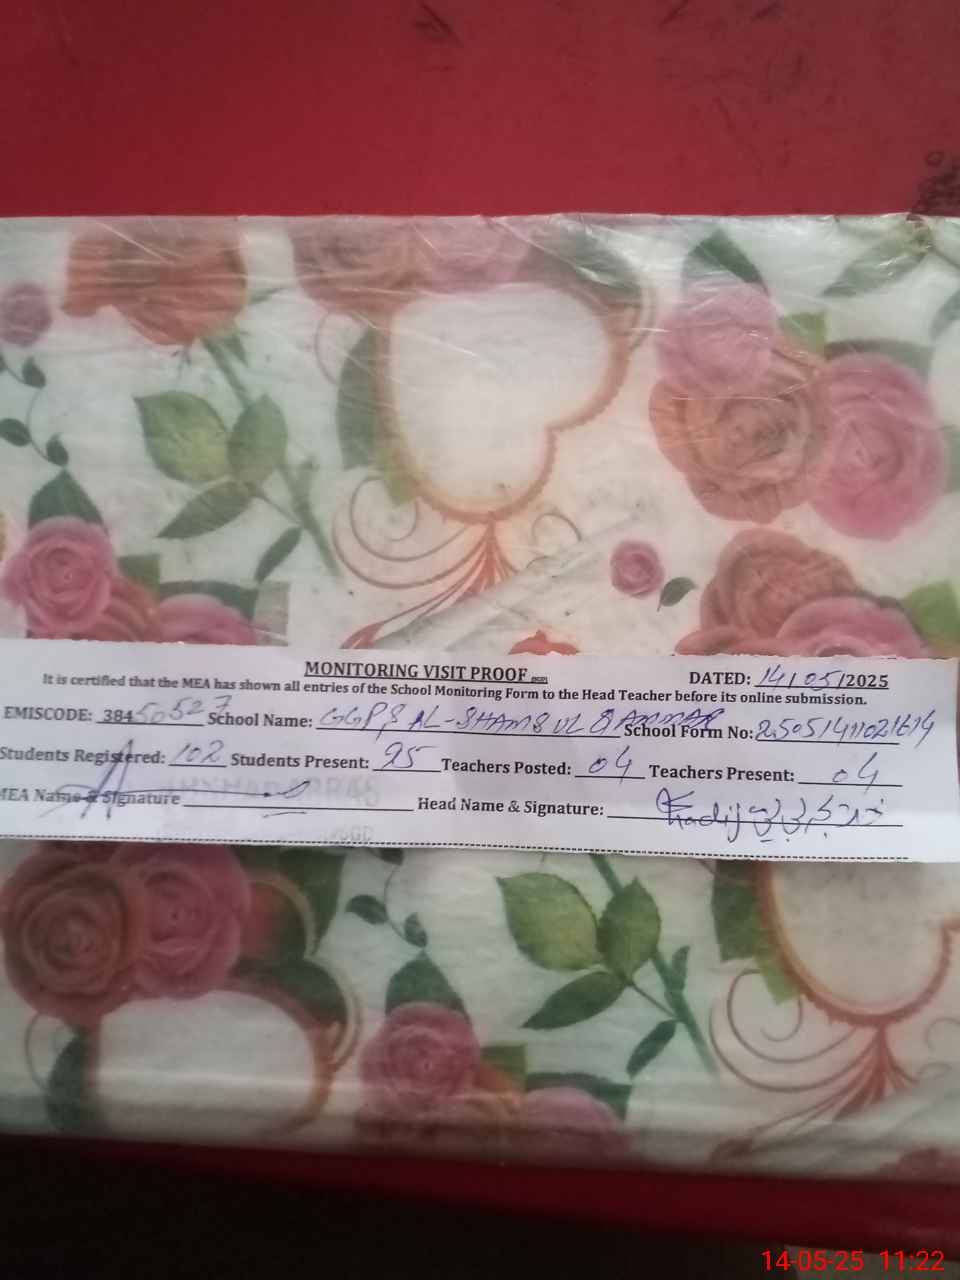 MONITORING VISIT PROOF
DATED: 14/05/2025
It is certified that the MEA has shown all entries of the School Monitoring Form to the Head Teacher before its online submission.
EMISCODE: 38450527 School Name: GGPS AL-SHAMS UL School Form No:
Students Registered: 102 Students Present: 95 Teachers Posted: 04 Teachers Present: 04
MEA Name & Signature Head Name & Signature:
14-05-25 11:22